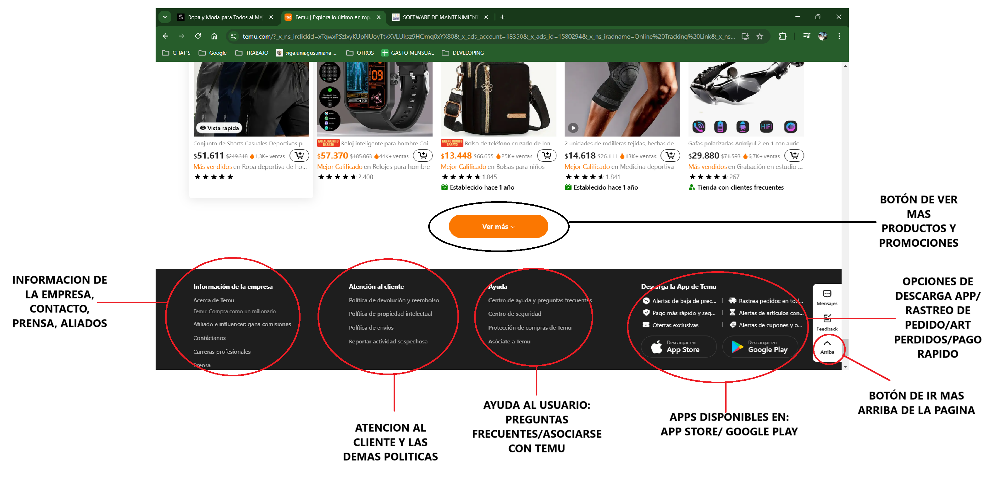 Ropa y Moda para Todos al Me
Temu | Explora lo último en rop
SOFTWARE DE MANTENIMIENT
temu.com/?_x_ns_irclickid=xTqwxPSzlxyKUpNUoyTtkXVLUksz9HQmq0xYX80&_x_ads_account=18350&_x_ads_id=1580294&_x_ns_iradname=Online%20Tracking%20Link&_x_ns...
CHAT´S Google TRABAJO siga.uniagustiniana.... OTROS GASTO MENSUAL DEVELOPING
Vista rápida
HIFI
Conjunto de Shorts Casuales Deportivos p...
$51.611 $249.318 1,3K+ ventas
Más vendidos en Ropa deportiva de ho...
BUENO BONITO BARATO Reloj inteligente para hombre Coi...
$57.370 $185.063 44K+ ventas
Mejor Calificado en Relojes para hombre
2.400
BUENO BONITO BARATO Bolso de teléfono cruzado de lon...
$13.448 $66.655 25K+ ventas
Mejor Calificado en Bolsas para niños
1.845
Establecido hace 1 año
2 unidades de rodilleras tejidas, hechas de ...
$14.618 $26.111 13K+ ventas
Mejor Calificado en Medicina deportiva
1.841
Establecido hace 1 año
Gafas polarizadas Ankriyul 2 en 1 con auric...
$29.880 $71.593 6,7K+ ventas
Más vendidos en Grabación en estudio ...
267
Tienda con clientes frecuentes
Ver más
BOTÓN DE VER
MAS
PRODUCTOS Y
PROMOCIONES
INFORMACION DE
LA EMPRESA,
CONTACTO,
PRENSA, ALIADOS
Información de la empresa
Acerca de Temu
Temu: Compra como un millonario
Afiliado e influencer: gana comisiones
Contáctanos
Carreras profesionales
Prensa
Atención al cliente
Política de devolución y reembolso
Política de propiedad intelectual
Política de envíos
Reportar actividad sospechosa
Ayuda
Centro de ayuda y preguntas frecuentes
Centro de seguridad
Protección de compras de Temu
Asóciate a Temu
Descarga la App de Temu
Alertas de baja de prec... Rastrea pedidos en tod...
Pago más rápido y seg... Alertas de artículos con...
Ofertas exclusivas Alertas de cupones y o...
Descargar en
App Store
Descargar en
Google Play
Mensajes
Feedback
Arriba
OPCIONES DE
DESCARGA APP/
RASTREO DE
PEDIDO/ART
PERDIDOS/PAGO
RAPIDO
BOTÓN DE IR MAS
ARRIBA DE LA PAGINA
ATENCION AL
CLIENTE Y LAS
DEMAS POLITICAS
AYUDA AL USUARIO:
PREGUNTAS
FRECUENTES/ASOCIARSE
CON TEMU
APPS DISPONIBLES EN:
APP STORE/ GOOGLE PLAY